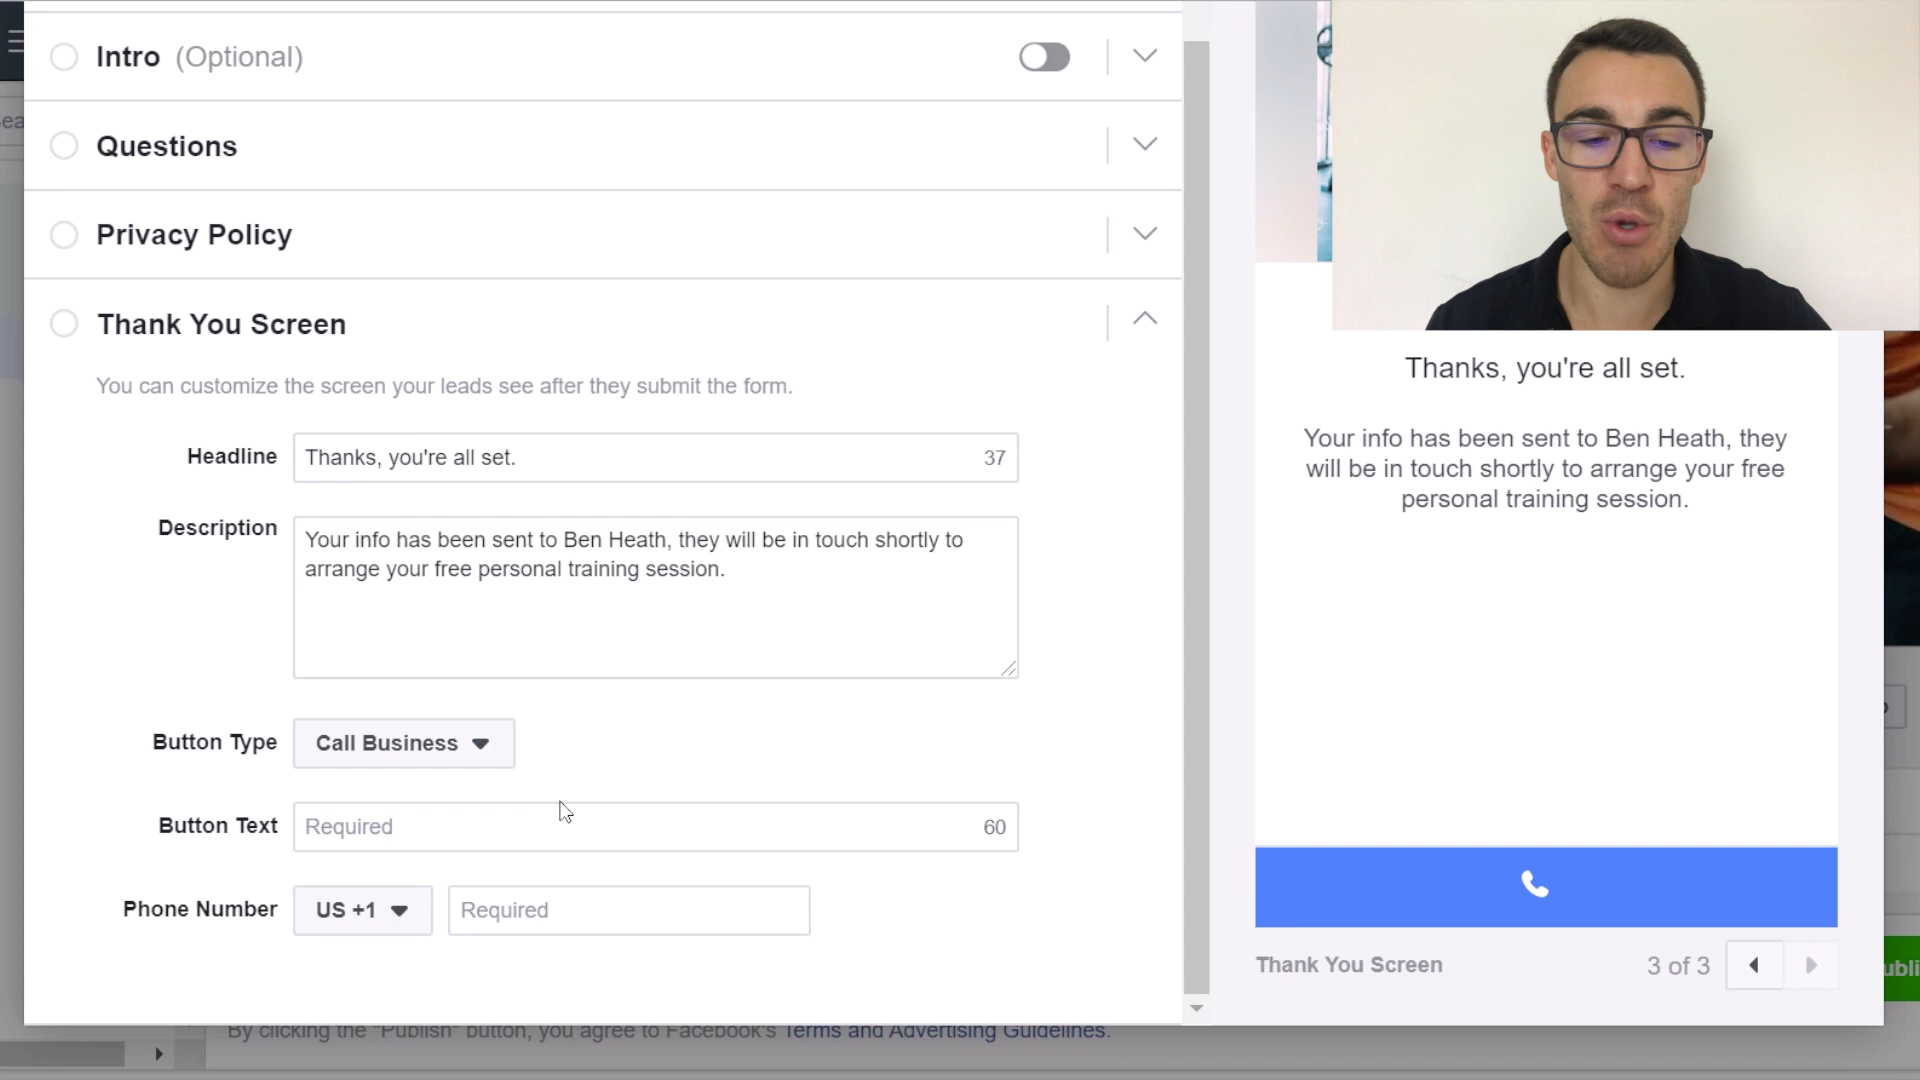 Intro (Optional)
Questions
Privacy Policy
Thank You Screen
You can customize the screen your leads see after they submit the form.
Headline
Thanks, you're all set.
37
Description
Your info has been sent to Ben Heath, they will be in touch shortly to
arrange your free personal training session.
Button Type
Call Business
Button Text
Required
60
Phone Number
US +1
Required
Thanks, you're all set.
Your info has been sent to Ben Heath, they
will be in touch shortly to arrange your free
personal training session.
Thank You Screen
3 of 3
By clicking the "Publish" button, you agree to Facebook's Terms and Advertising Guidelines.